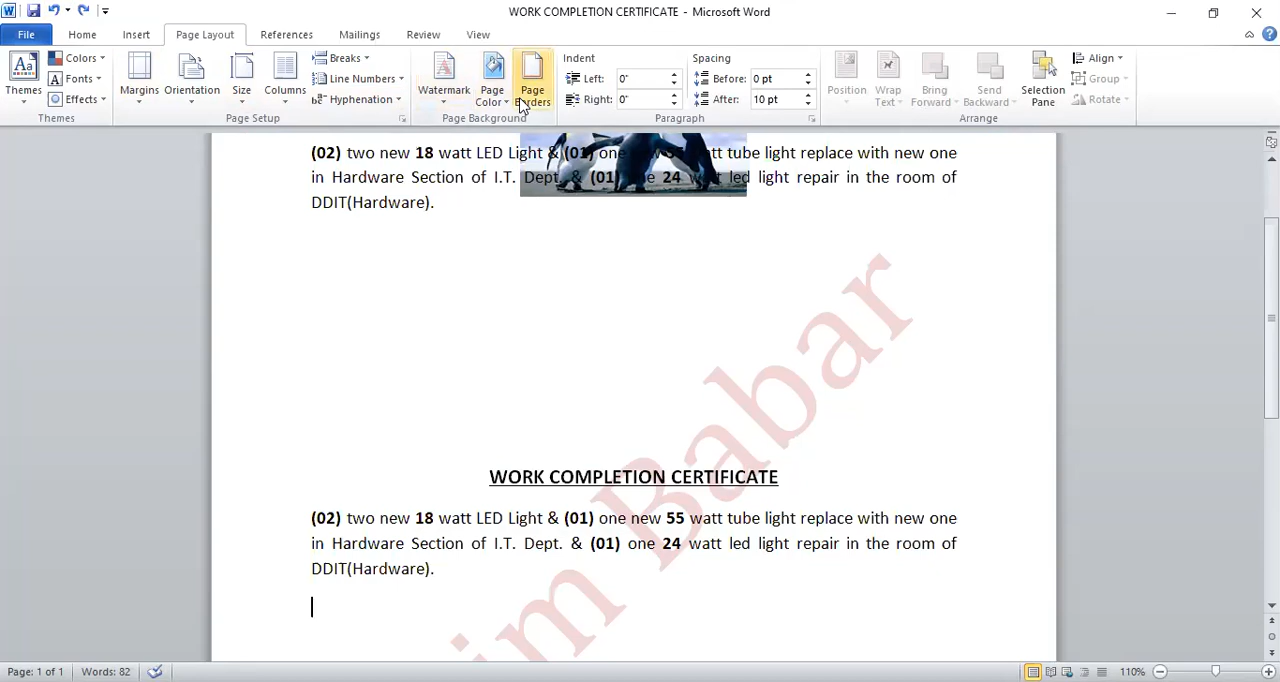 WORK COMPLETION CERTIFICATE - Microsoft Word
File Home Insert Page Layout References Mailings Review View
Themes
Colors
Fonts
Effects
Themes
Margins
Orientation
Size
Columns
Breaks
Line Numbers
Hyphenation
Page Setup
Watermark
Page Color
Page Borders
Page Background
Indent
Left: 0"
Right: 0"
Spacing
Before: 0 pt
After: 10 pt
Paragraph
Position
Wrap Text
Bring Forward
Send Backward
Selection Pane
Align
Group
Rotate
Arrange
(02) two new 18 watt LED Light & (01) one new 55 watt tube light replace with new one
in Hardware Section of I.T. Dept. & (01) one 24 watt led light repair in the room of
DDIT(Hardware).
WORK COMPLETION CERTIFICATE
(02) two new 18 watt LED Light & (01) one new 55 watt tube light replace with new one
in Hardware Section of I.T. Dept. & (01) one 24 watt led light repair in the room of
DDIT(Hardware).
im Babar
Page: 1 of 1 Words: 82 110%